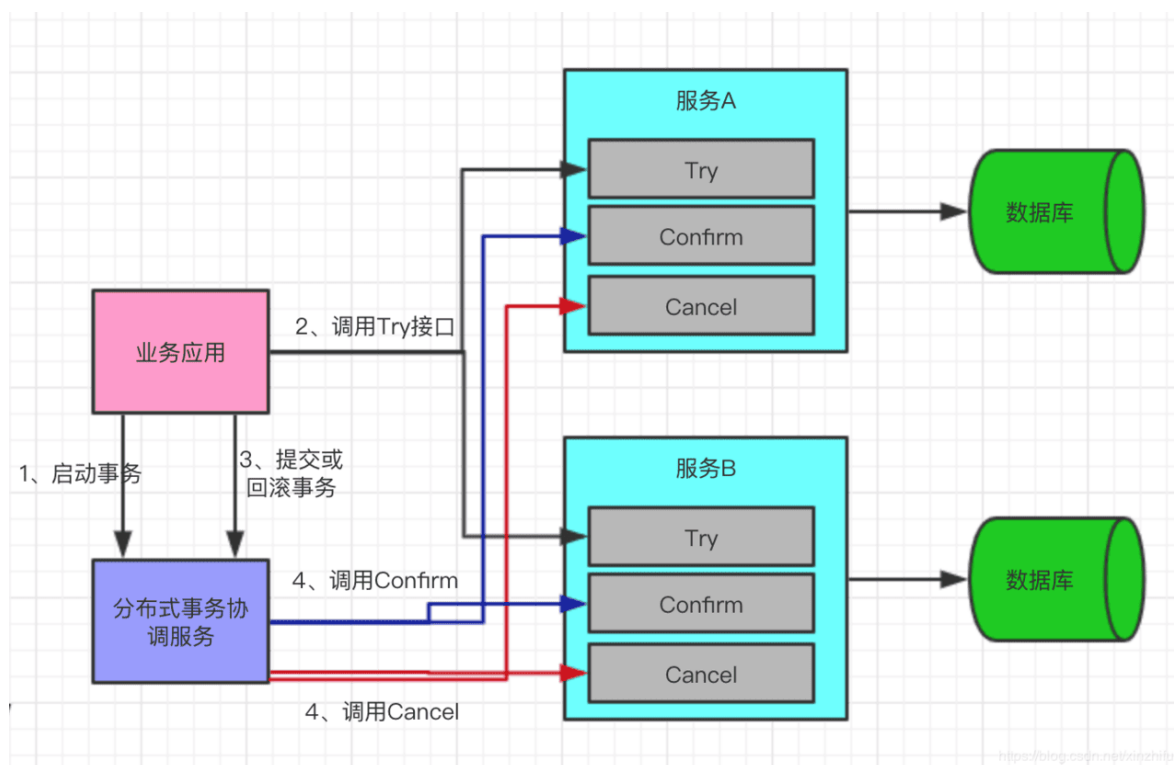 服务A
Try
Confirm
Cancel
数据库
2、调用Try接口
业务应用
1、启动事务
3、提交或
回滚事务
服务B
Try
Confirm
Cancel
数据库
4、调用Confirm
分布式事务协
调服务
4、调用Cancel